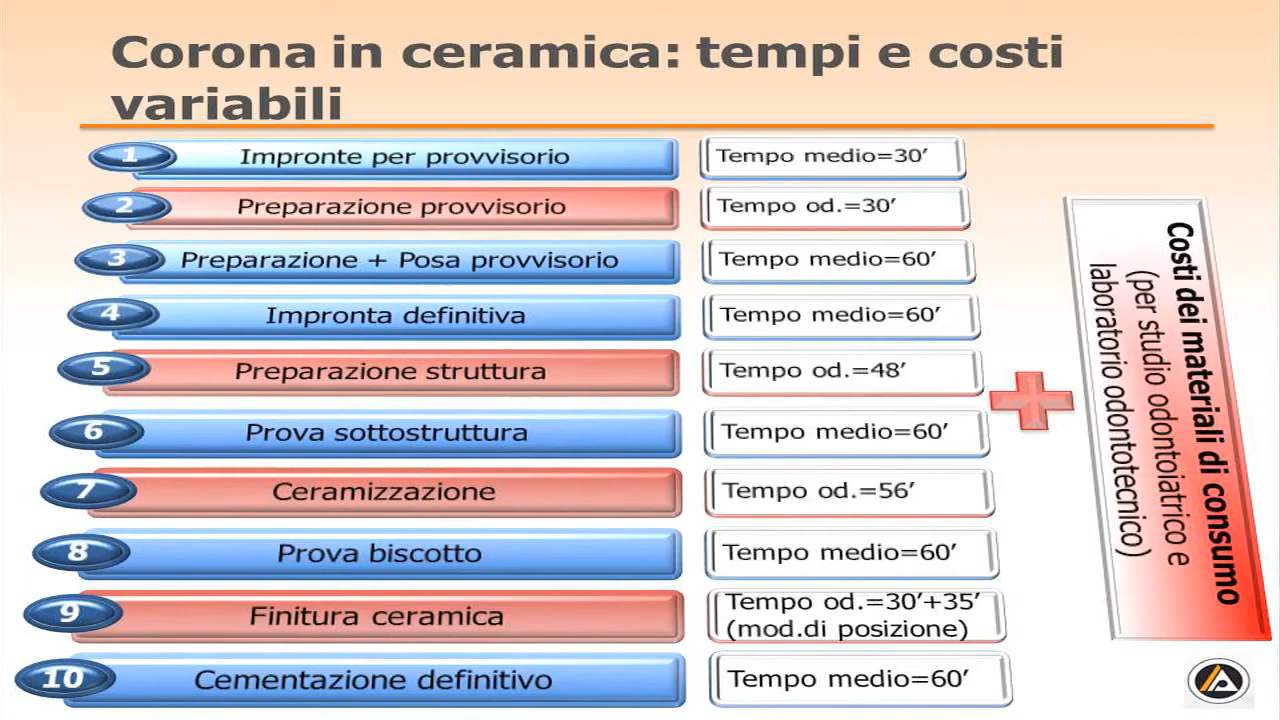 Corona in ceramica: tempi e costi
variabili
1 Impronte per provvisorio Tempo medio=30’
2 Preparazione provvisorio Tempo od.=30’
3 Preparazione + Posa provvisorio Tempo medio=60’
4 Impronta definitiva Tempo medio=60’
5 Preparazione struttura Tempo od.=48’
6 Prova sottostruttura Tempo medio=60’
7 Ceramizzazione Tempo od.=56’
8 Prova biscotto Tempo medio=60’
9 Finitura ceramica Tempo od.=30’+35’
(mod.di posizione)
10 Cementazione definitivo Tempo medio=60’
Costi dei materiali di consumo
(per studio odontoiatrico e
laboratorio odontotecnico)